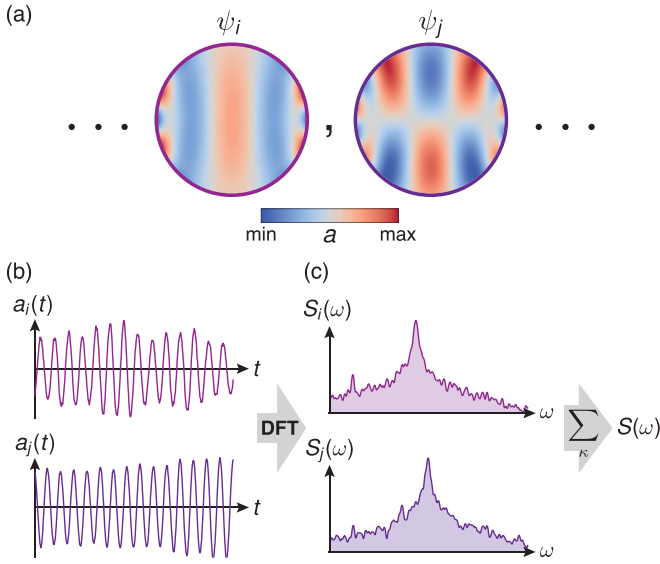 (a)
ψi
ψj
. . .
,
. . .
min
a
max
(b)
(c)
ai(t)
t
Si(ω)
ω
DFT
∑κ
S(ω)
aj(t)
t
Sj(ω)
ω